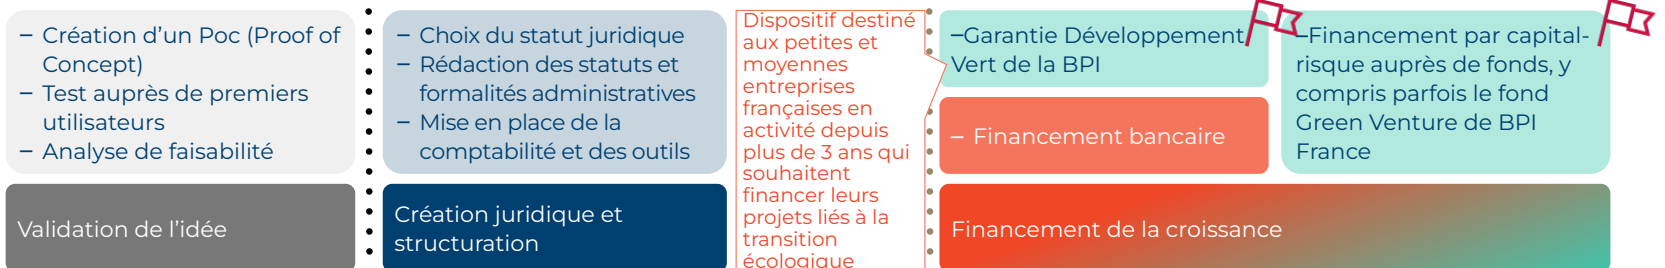 – Création d’un Poc (Proof of
Concept)
– Test auprès de premiers
utilisateurs
– Analyse de faisabilité
Validation de l’idée
– Choix du statut juridique
– Rédaction des statuts et
formalités administratives
– Mise en place de la
comptabilité et des outils
Création juridique et
structuration
Dispositif destiné
aux petites et
moyennes
entreprises
françaises en
activité depuis
plus de 3 ans qui
souhaitent
financer leurs
projets liés à la
transition
écologique
–Garantie Développement
Vert de la BPI
– Financement bancaire
–Financement par capital-
risque auprès de fonds, y
compris parfois le fond
Green Venture de BPI
France
Financement de la croissance